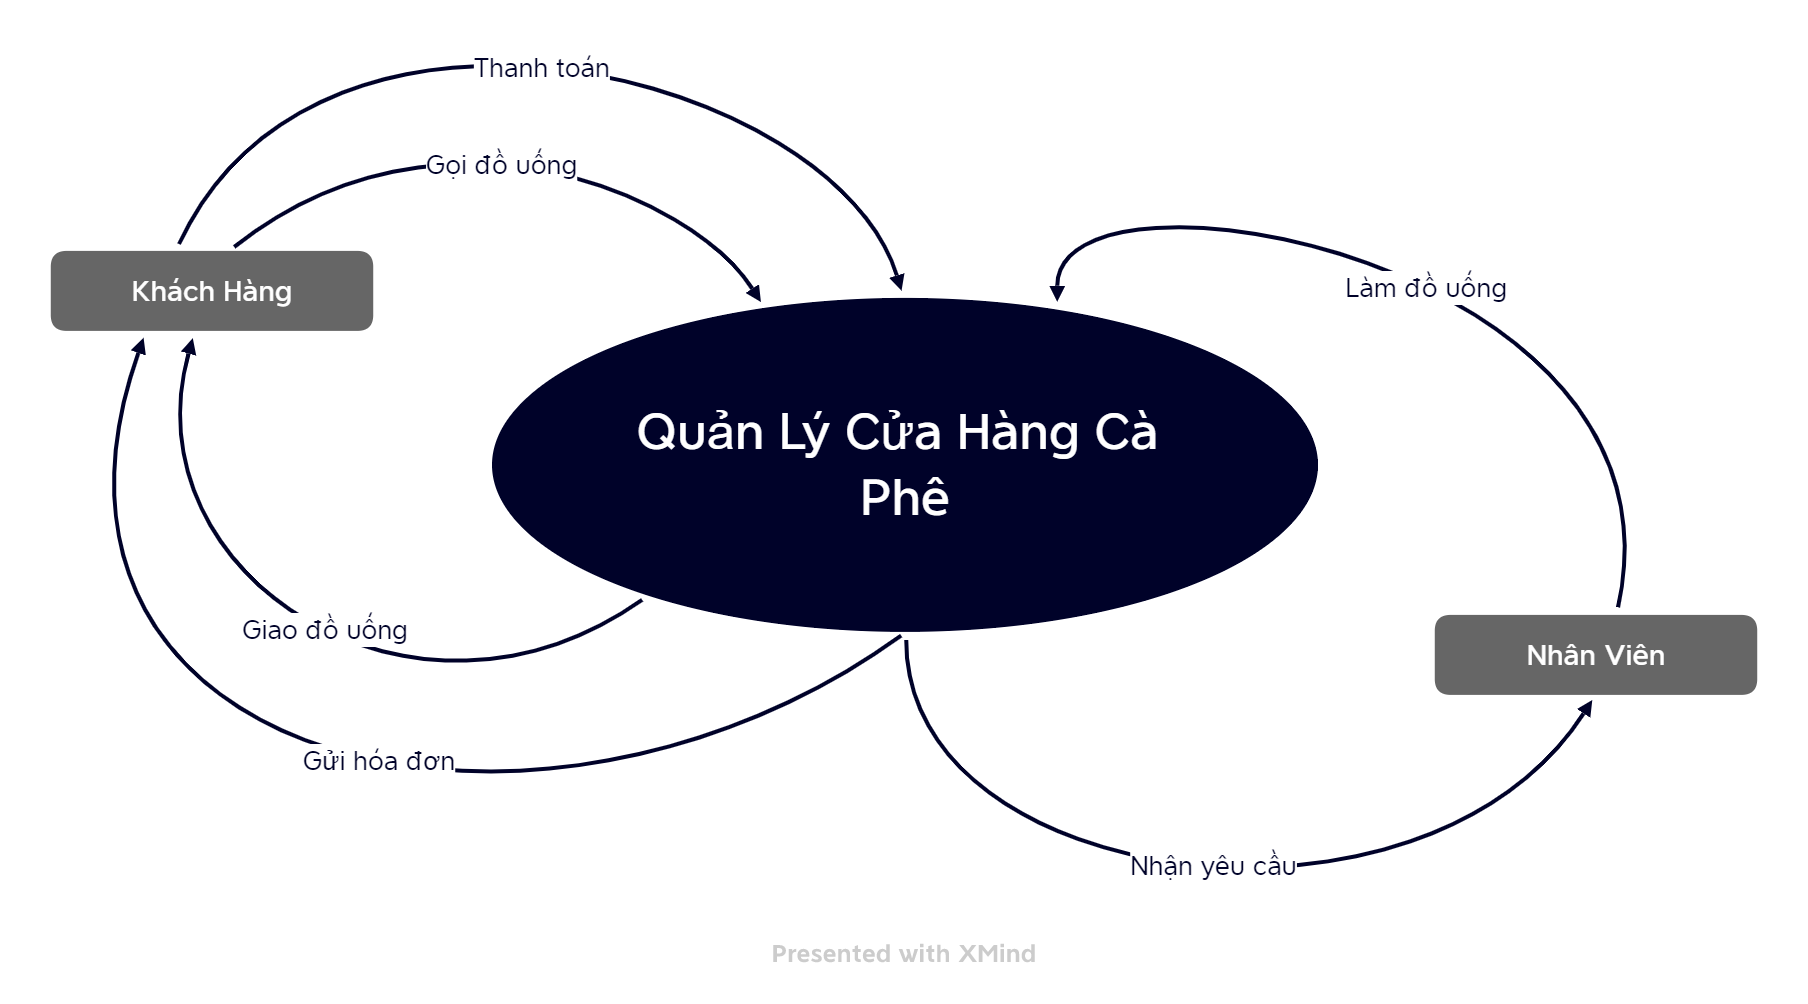 Thanh toán
Gọi đồ uống
Khách Hàng
Làm đồ uống
Quản Lý Cửa Hàng Cà
Phê
Giao đồ uống
Nhân Viên
Gửi hóa đơn
Nhận yêu cầu
Presented with XMind